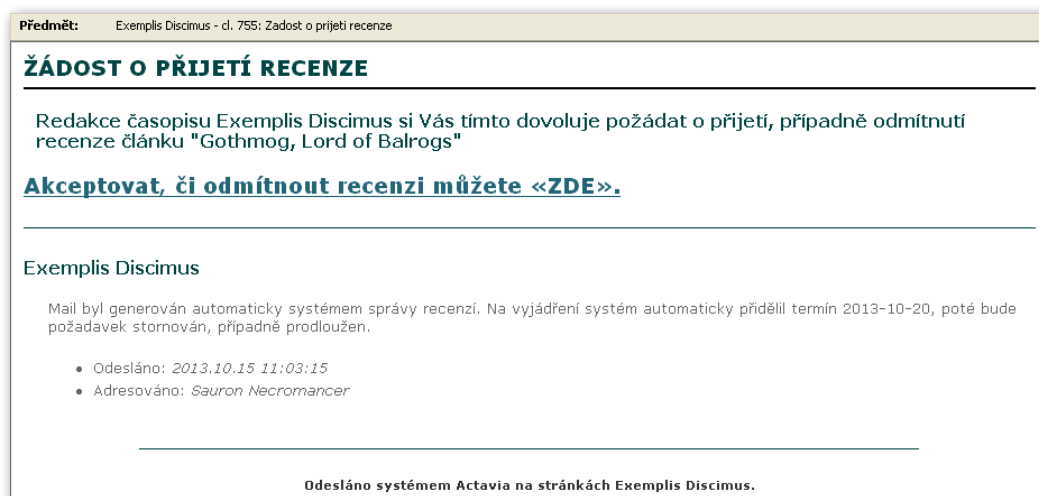 Předmět: Exemplis Discimus - cl. 755: Zadost o prijeti recenze
ŽÁDOST O PŘIJETÍ RECENZE
Redakce časopisu Exemplis Discimus si Vás tímto dovoluje požádat o přijetí, případně odmítnutí
recenze článku "Gothmog, Lord of Balrogs"
Akceptovat, či odmítnout recenzi můžete «ZDE».
Exemplis Discimus
Mail byl generován automaticky systémem správy recenzí. Na vyjádření systém automaticky přidělil termín 2013-10-20, poté bude
požadavek stornován, případně prodloužen.
• Odesláno: 2013.10.15 11:03:15
• Adresováno: Sauron Necromancer
Odesláno systémem Actavia na stránkách Exemplis Discimus.